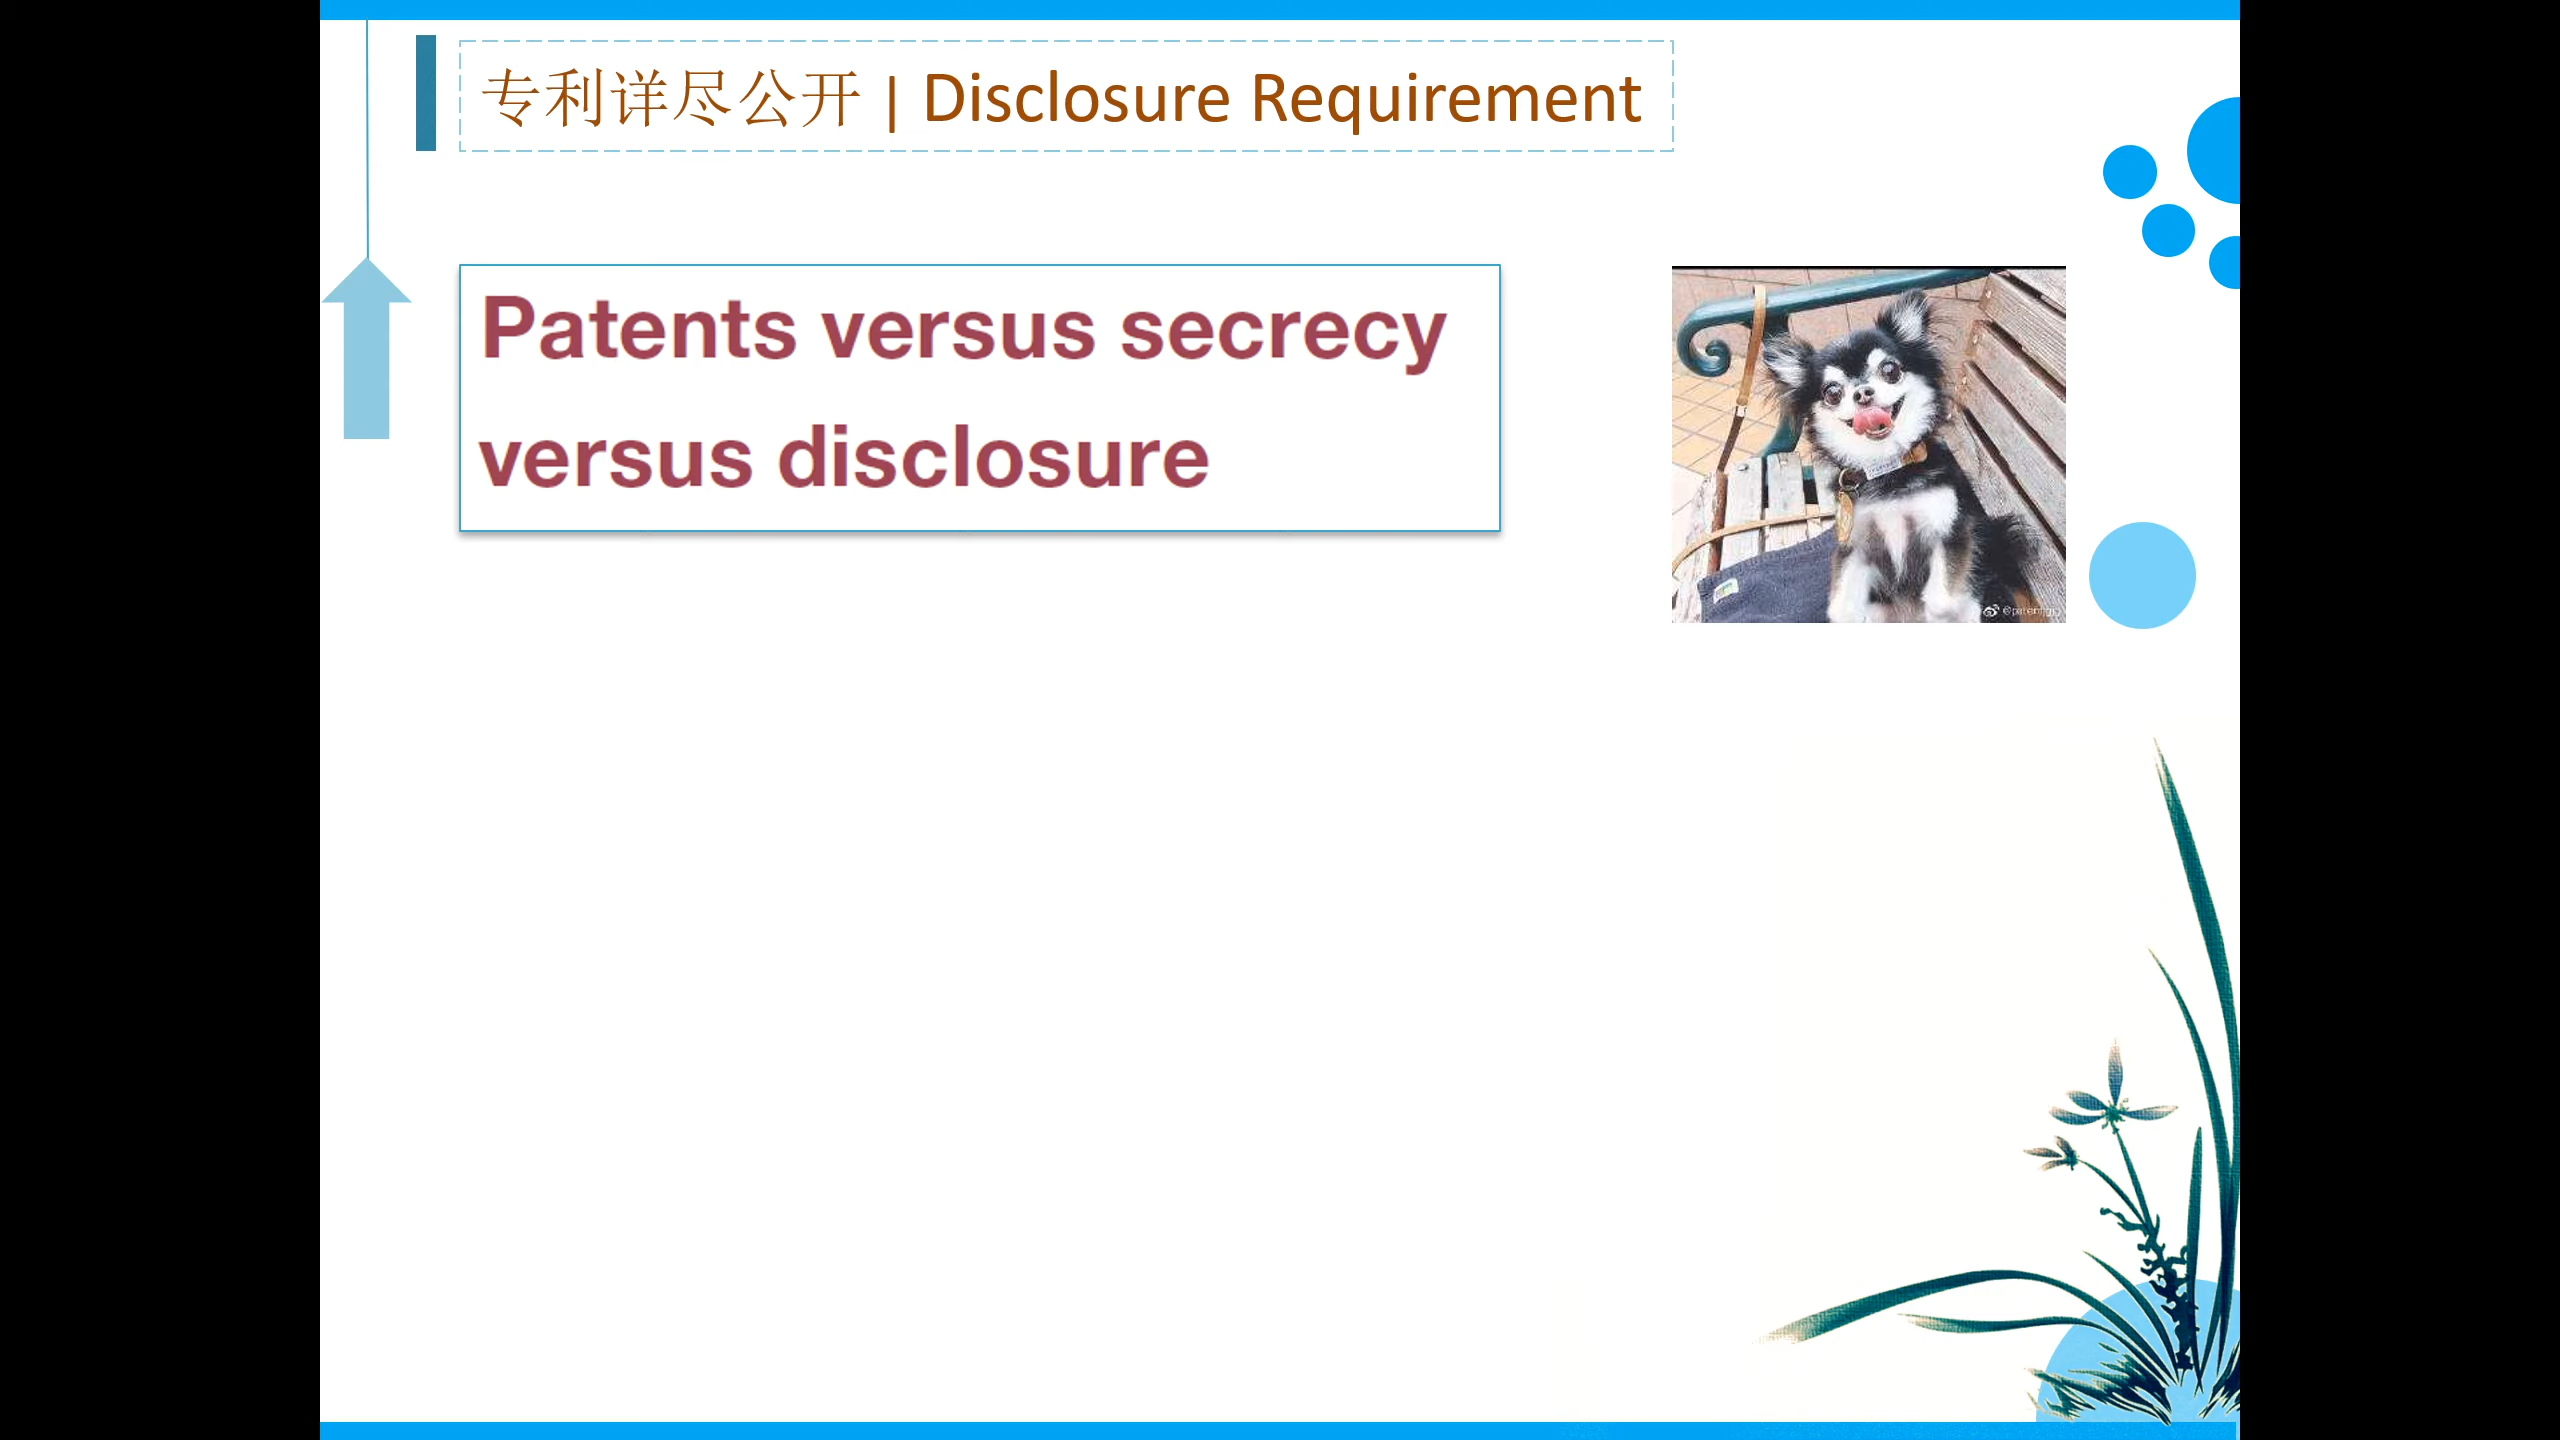 专利详尽公开 | Disclosure Requirement
Patents versus secrecy
versus disclosure